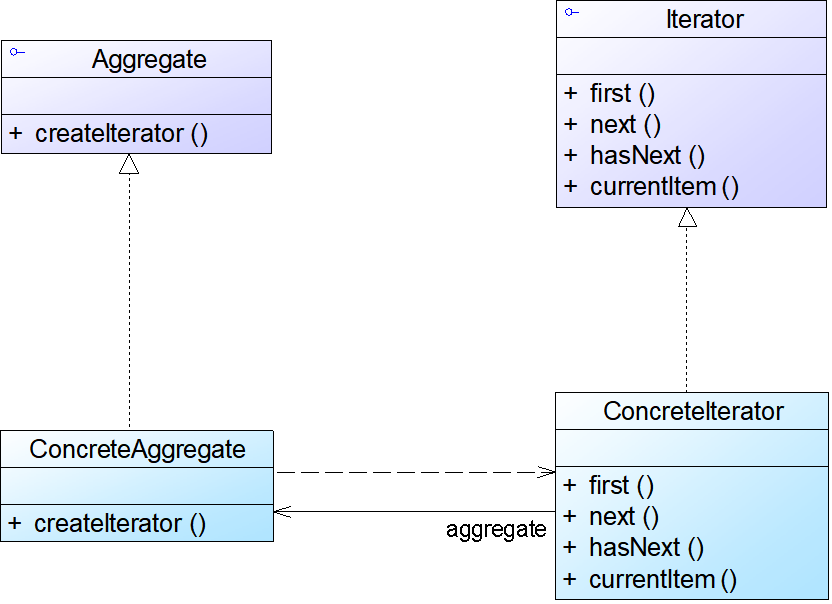 Aggregate
+ createIterator ()
Iterator
+ first ()
+ next ()
+ hasNext ()
+ currentItem ()
ConcreteAggregate
+ createIterator ()
aggregate
ConcreteIterator
+ first ()
+ next ()
+ hasNext ()
+ currentItem ()